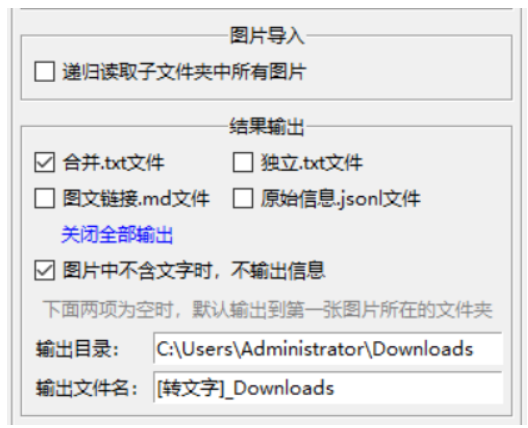 图片导入
递归读取子文件夹中所有图片
结果输出
合并.txt文件 独立.txt文件
图文链接.md文件 原始信息.jsonl文件
关闭全部输出
图片中不含文字时，不输出信息
下面两项为空时，默认输出到第一张图片所在的文件夹
输出目录： C:\Users\Administrator\Downloads
输出文件名： [转文字]_Downloads